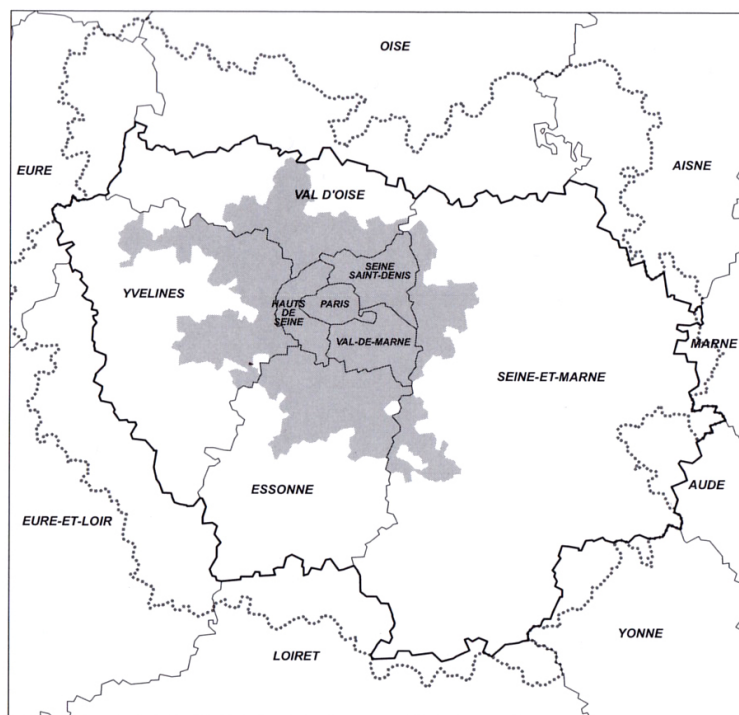 OISE
AISNE
EURE
VAL D'OISE
SEINE
SAINT-DENIS
YVELINES
HAUTS
DE
SEINE
PARIS
MARNE
VAL-DE-MARNE
SEINE-ET-MARNE
AUDE
ESSONNE
EURE-ET-LOIR
YONNE
LOIRET